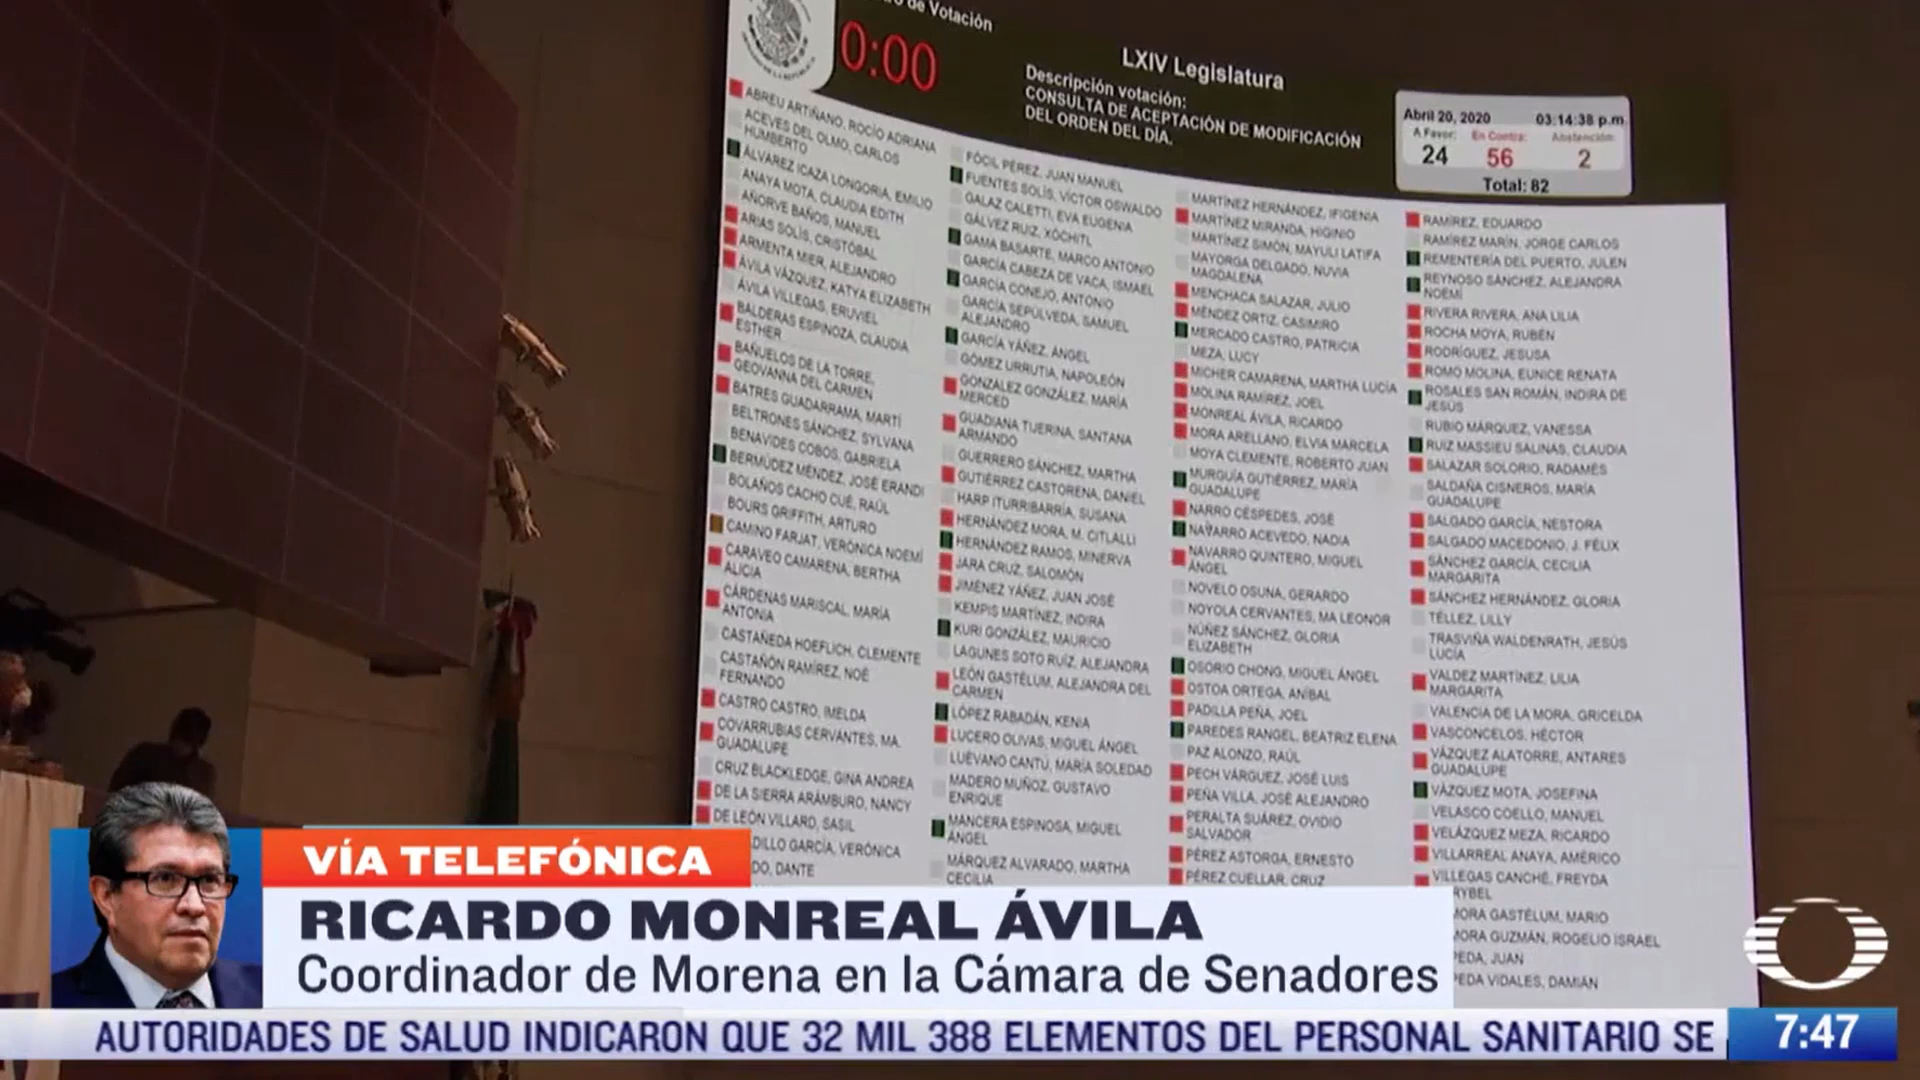 de Votación
0:00
LXIV Legislatura
Descripción votación:
CONSULTA DE ACEPTACIÓN DE MODIFICACIÓN
DEL ORDEN DEL DÍA.
Abril 20, 2020 03:14:38 p.m
A Favor: En Contra: Abstención:
24 56 2
Total: 82
ABREU ARTIÑANO, ROCÍO ADRIANA
ACEVES DEL OLMO, CARLOS
HUMBERTO
ÁLVAREZ ICAZA LONGORIA, EMILIO
ANAYA MOTA, CLAUDIA EDITH
AÑORVE BAÑOS, MANUEL
ARIAS SOLÍS, CRISTÓBAL
ARMENTA MIER, ALEJANDRO
ÁVILA VÁZQUEZ, KATYA ELIZABETH
ÁVILA VILLEGAS, ERUVIEL
BALDERAS ESPINOZA, CLAUDIA
ESTHER
BAÑUELOS DE LA TORRE,
GEOVANNA DEL CARMEN
BATRES GUADARRAMA, MARTÍ
BELTRONES SÁNCHEZ, SYLVANA
BENAVIDES COBOS, GABRIELA
BERMÚDEZ MÉNDEZ, JOSÉ ERANDI
BOLAÑOS CACHO CUÉ, RAÚL
BOURS GRIFFITH, ARTURO
CAMINO FARJAT, VERÓNICA NOEMÍ
CARAVEO CAMARENA, BERTHA
ALICIA
CÁRDENAS MARISCAL, MARÍA
ANTONIA
CASTAÑEDA HOEFLICH, CLEMENTE
CASTAÑÓN RAMÍREZ, NOÉ
FERNANDO
CASTRO CASTRO, IMELDA
COVARRUBIAS CERVANTES, MA.
GUADALUPE
CRUZ BLACKLEDGE, GINA ANDREA
DE LA SIERRA ARÁMBURO, NANCY
DE LEÓN VILLARD, SASIL
ADILLO GARCÍA, VERÓNICA
DO, DANTE
FÓCIL PÉREZ, JUAN MANUEL
FUENTES SOLÍS, VÍCTOR OSWALDO
GALAZ CALETTI, EVA EUGENIA
GÁLVEZ RUIZ, XÓCHITL
GAMA BASARTE, MARCO ANTONIO
GARCÍA CABEZA DE VACA, ISMAEL
GARCÍA CONEJO, ANTONIO
GARCÍA SEPÚLVEDA, SAMUEL
ALEJANDRO
GARCÍA YÁÑEZ, ÁNGEL
GÓMEZ URRUTIA, NAPOLEÓN
GONZÁLEZ GONZÁLEZ, MARÍA
MERCED
GUADIANA TIJERINA, SANTANA
ARMANDO
GUERRERO SÁNCHEZ, MARTHA
GUTIÉRREZ CASTORENA, DANIEL
HARP ITURRIBARRÍA, SUSANA
HERNÁNDEZ MORA, M. CITLALLI
HERNÁNDEZ RAMOS, MINERVA
JARA CRUZ, SALOMÓN
JIMÉNEZ YÁÑEZ, JUAN JOSÉ
KEMPIS MARTÍNEZ, INDIRA
KURI GONZÁLEZ, MAURICIO
LAGUNES SOTO RUÍZ, ALEJANDRA
LEÓN GASTÉLUM, ALEJANDRA DEL
CARMEN
LÓPEZ RABADÁN, KENIA
LUCERO OLIVAS, MIGUEL ÁNGEL
LUÉVANO CANTÚ, MARÍA SOLEDAD
MADERO MUÑOZ, GUSTAVO
ENRIQUE
MANCERA ESPINOSA, MIGUEL
ÁNGEL
MÁRQUEZ ALVARADO, MARTHA
CECILIA
MARTÍNEZ HERNÁNDEZ, IFIGENIA
MARTÍNEZ MIRANDA, HIGINIO
MARTÍNEZ SIMÓN, MAYULI LATIFA
MAYORGA DELGADO, NUVIA
MAGDALENA
MENCHACA SALAZAR, JULIO
MÉNDEZ ORTIZ, CASIMIRO
MERCADO CASTRO, PATRICIA
MEZA, LUCY
MICHER CAMARENA, MARTHA LUCÍA
MOLINA RAMÍREZ, JOEL
MONREAL ÁVILA, RICARDO
MORA ARELLANO, ELVIA MARCELA
MOYA CLEMENTE, ROBERTO JUAN
MURGUÍA GUTIÉRREZ, MARÍA
GUADALUPE
NARRO CÉSPEDES, JOSÉ
NAVARRO ACEVEDO, NADIA
NAVARRO QUINTERO, MIGUEL
ÁNGEL
NOVELO OSUNA, GERARDO
NOYOLA CERVANTES, MA LEONOR
NÚÑEZ SÁNCHEZ, GLORIA
ELIZABETH
OSORIO CHONG, MIGUEL ÁNGEL
OSTOA ORTEGA, ANÍBAL
PADILLA PEÑA, JOEL
PAREDES RANGEL, BEATRIZ ELENA
PAZ ALONZO, RAÚL
PECH VÁRGUEZ, JOSÉ LUIS
PEÑA VILLA, JOSÉ ALEJANDRO
PERALTA SUÁREZ, OVIDIO
SALVADOR
PÉREZ ASTORGA, ERNESTO
PÉREZ CUELLAR, CRUZ
RAMÍREZ, EDUARDO
RAMÍREZ MARÍN, JORGE CARLOS
REMENTERÍA DEL PUERTO, JULEN
REYNOSO SÁNCHEZ, ALEJANDRA
NOEMÍ
RIVERA RIVERA, ANA LILIA
ROCHA MOYA, RUBÉN
RODRÍGUEZ, JESUSA
ROMO MOLINA, EUNICE RENATA
ROSALES SAN ROMÁN, INDIRA DE
JESÚS
RUBIO MÁRQUEZ, VANESSA
RUIZ MASSIEU SALINAS, CLAUDIA
SALAZAR SOLORIO, RADAMÉS
SALDAÑA CISNEROS, MARÍA
GUADALUPE
SALGADO GARCÍA, NESTORA
SALGADO MACEDONIO, J. FÉLIX
SÁNCHEZ GARCÍA, CECILIA
MARGARITA
SÁNCHEZ HERNÁNDEZ, GLORIA
TÉLLEZ, LILLY
TRASVIÑA WALDENRATH, JESÚS
LUCÍA
VALDEZ MARTÍNEZ, LILIA
MARGARITA
VALENCIA DE LA MORA, GRICELDA
VASCONCELOS, HÉCTOR
VÁZQUEZ ALATORRE, ANTARES
GUADALUPE
VÁZQUEZ MOTA, JOSEFINA
VELASCO COELLO, MANUEL
VELÁZQUEZ MEZA, RICARDO
VILLARREAL ANAYA, AMÉRICO
VILLEGAS CANCHÉ, FREYDA
RYBEL
MORA GASTÉLUM, MARIO
MORA GUZMÁN, ROGELIO ISRAEL
PEDA, JUAN
PEDA VIDALES, DAMIÁN
VÍA TELEFÓNICA
RICARDO MONREAL ÁVILA
Coordinador de Morena en la Cámara de Senadores
AUTORIDADES DE SALUD INDICARON QUE 32 MIL 388 ELEMENTOS DEL PERSONAL SANITARIO SE
7:47